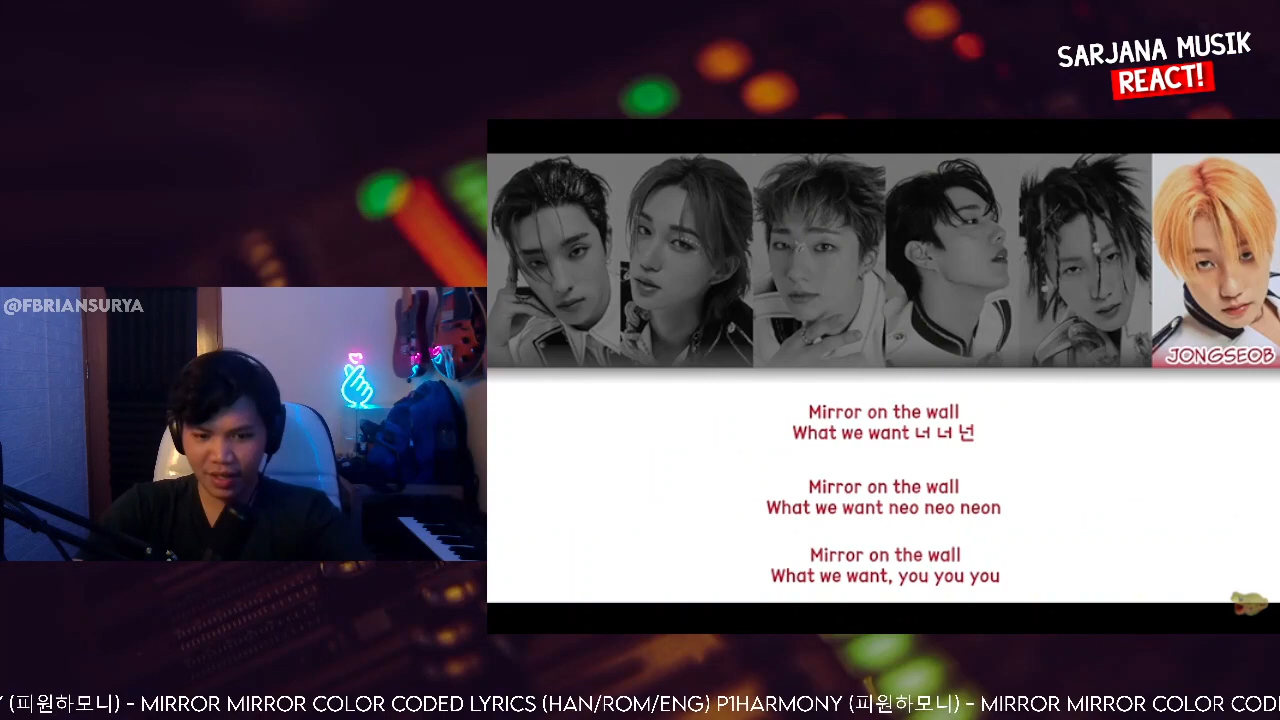 SARJANA MUSIK
REACT!
@FBRIANSURYA
JONGSEOB
Mirror on the wall
What we want 너 너 넌
Mirror on the wall
What we want neo neo neon
Mirror on the wall
What we want, you you you
(피원하모니) - MIRROR MIRROR COLOR CODED LYRICS (HAN/ROM/ENG) P1HARMONY (피원하모니) - MIRROR MIRROR COLOR